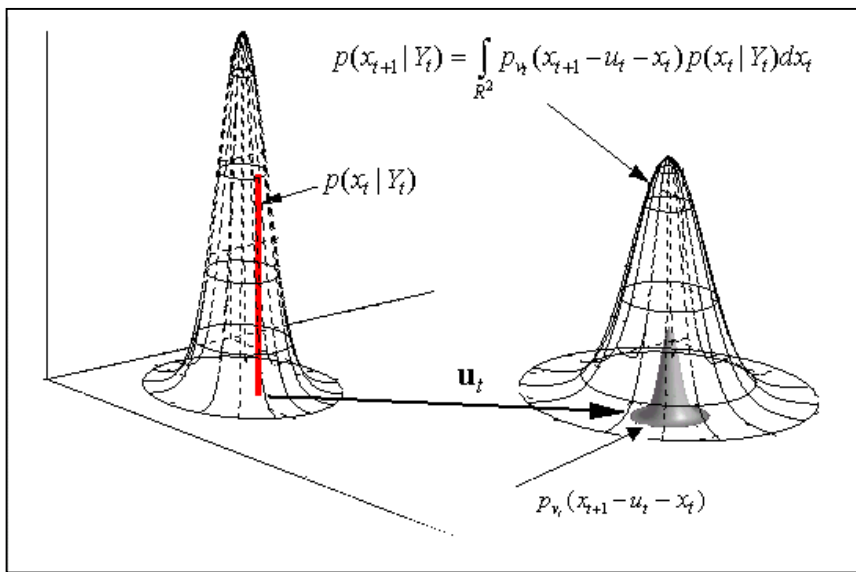 p(x_{t+1} | Y_t) = ∫_{R^2} p_{v_t}(x_{t+1} − u_t − x_t) p(x_t | Y_t) dx_t
p(x_t | Y_t)
u_t
p_{v_t}(x_{t+1} − u_t − x_t)